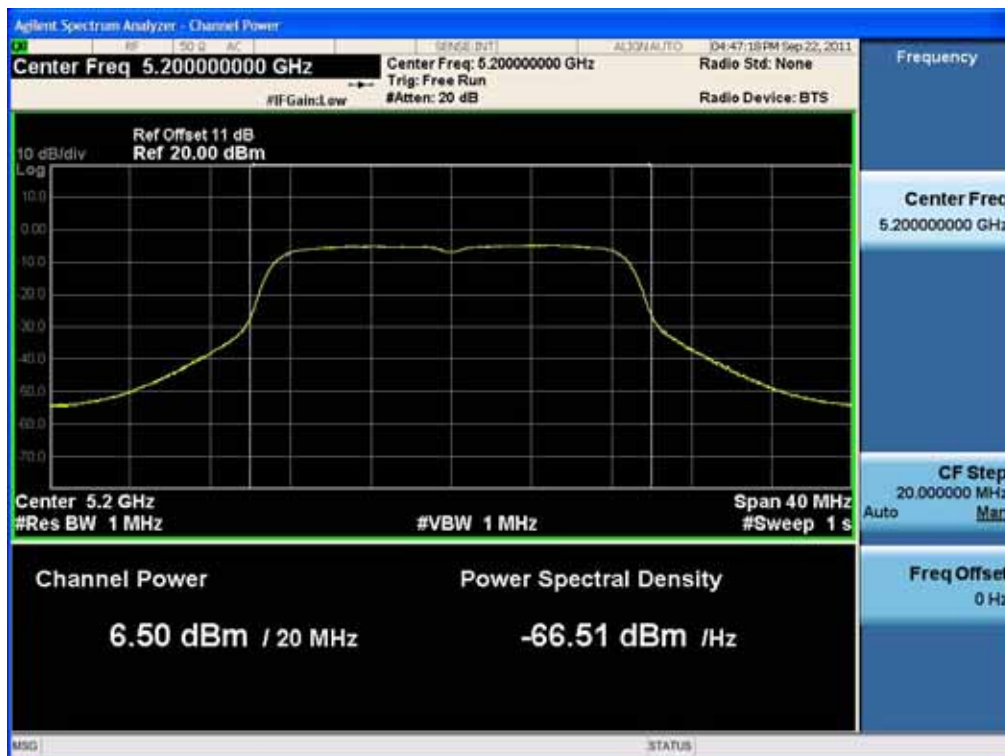 Agilent Spectrum Analyzer - Channel Power
RF 50 Ω AC SENSE:INT ALIGNAUTO 04:47:18 PM Sep 22, 2011
Center Freq 5.200000000 GHz
Center Freq: 5.200000000 GHz
Radio Std: None
Trig: Free Run
#IFGain:Low
#Atten: 20 dB
Radio Device: BTS
Ref Offset 11 dB
10 dB/div Ref 20.00 dBm
Log
10.0
0.00
-10.0
-20.0
-30.0
-40.0
-50.0
-60.0
-70.0
Center 5.2 GHz
Span 40 MHz
#Res BW 1 MHz
#VBW 1 MHz
#Sweep 1 s
Channel Power
Power Spectral Density
6.50 dBm / 20 MHz
-66.51 dBm /Hz
MSG
STATUS
Frequency
Center Freq
5.200000000 GHz
CF Step
20.000000 MHz
Auto Man
Freq Offset
0 Hz